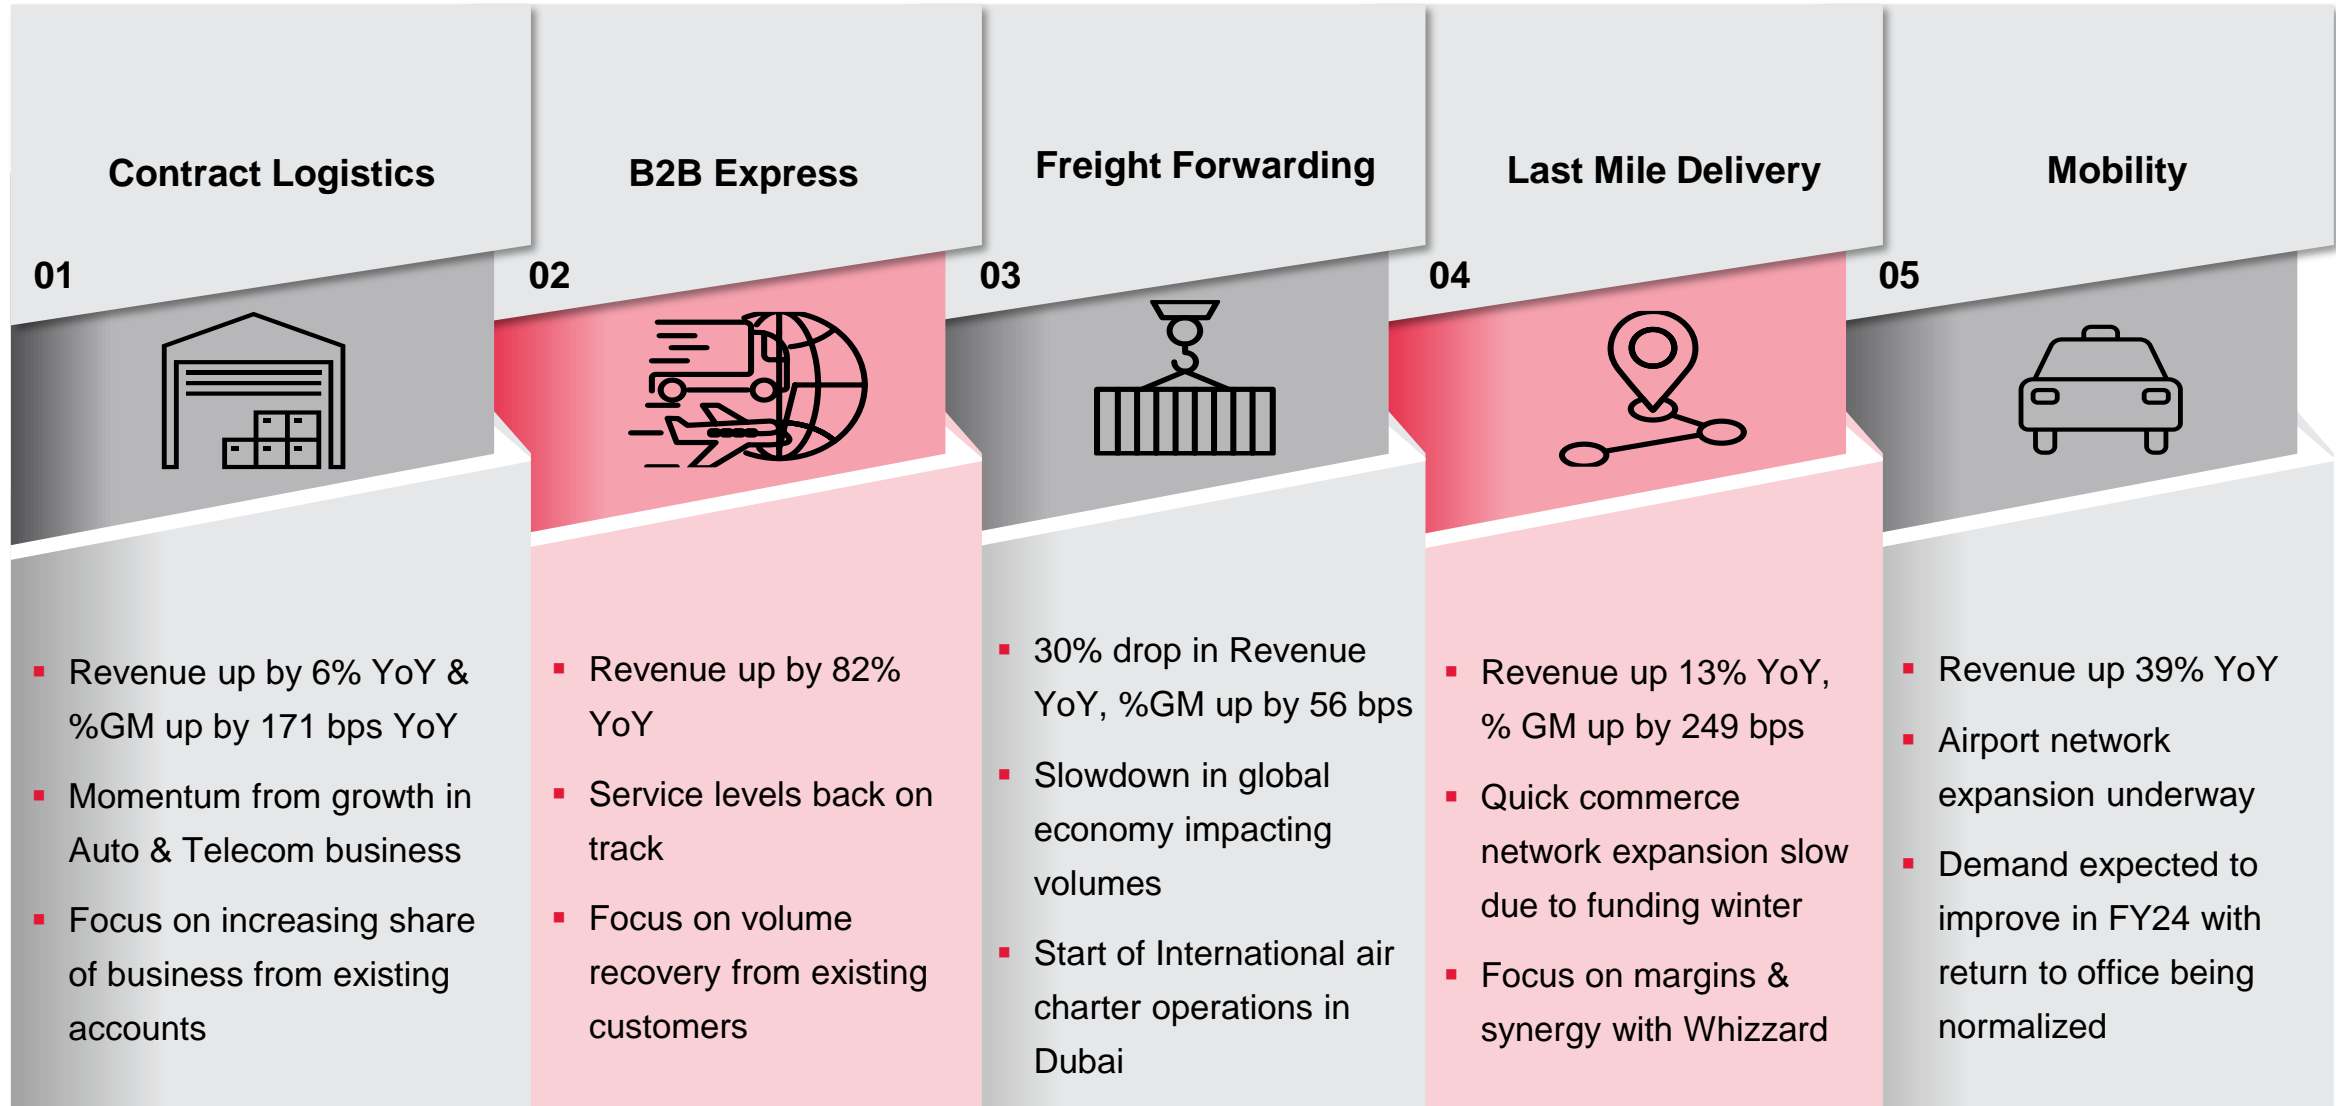 Contract Logistics
01
Revenue up by 6% YoY &
%GM up by 171 bps YoY
Momentum from growth in
Auto & Telecom business
Focus on increasing share
of business from existing
accounts
B2B Express
02
Revenue up by 82%
YoY
Service levels back on
track
Focus on volume
recovery from existing
customers
Freight Forwarding
03
30% drop in Revenue
YoY, %GM up by 56 bps
Slowdown in global
economy impacting
volumes
Start of International air
charter operations in
Dubai
Last Mile Delivery
04
Revenue up 13% YoY,
% GM up by 249 bps
Quick commerce
network expansion slow
due to funding winter
Focus on margins &
synergy with Whizzard
Mobility
05
Revenue up 39% YoY
Airport network
expansion underway
Demand expected to
improve in FY24 with
return to office being
normalized